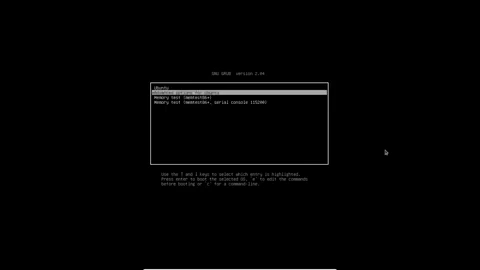 GNU GRUB  version 2.04
Ubuntu
*Advanced options for Ubuntu
Memory test (memtest86+)
Memory test (memtest86+, serial console 115200)
Use the ↑ and ↓ keys to select which entry is highlighted.
Press enter to boot the selected OS, `e' to edit the commands
before booting or `c' for a command-line.